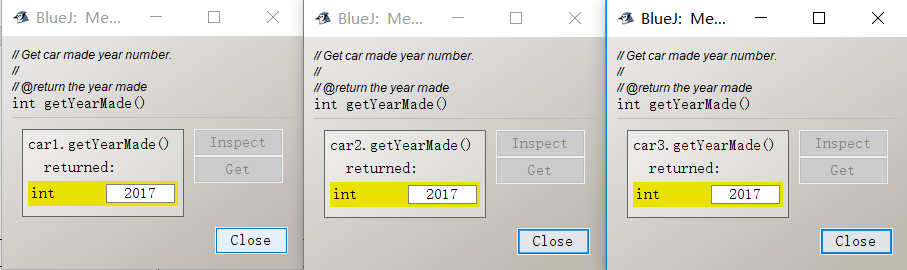 BlueJ: Me...
// Get car made year number.
//
// @return the year made
int getYearMade()
car1.getYearMade()
returned:
int 2017
Inspect
Get
Close
BlueJ: Me...
// Get car made year number.
//
// @return the year made
int getYearMade()
car2.getYearMade()
returned:
int 2017
Inspect
Get
Close
BlueJ: Me...
// Get car made year number.
//
// @return the year made
int getYearMade()
car3.getYearMade()
returned:
int 2017
Inspect
Get
Close